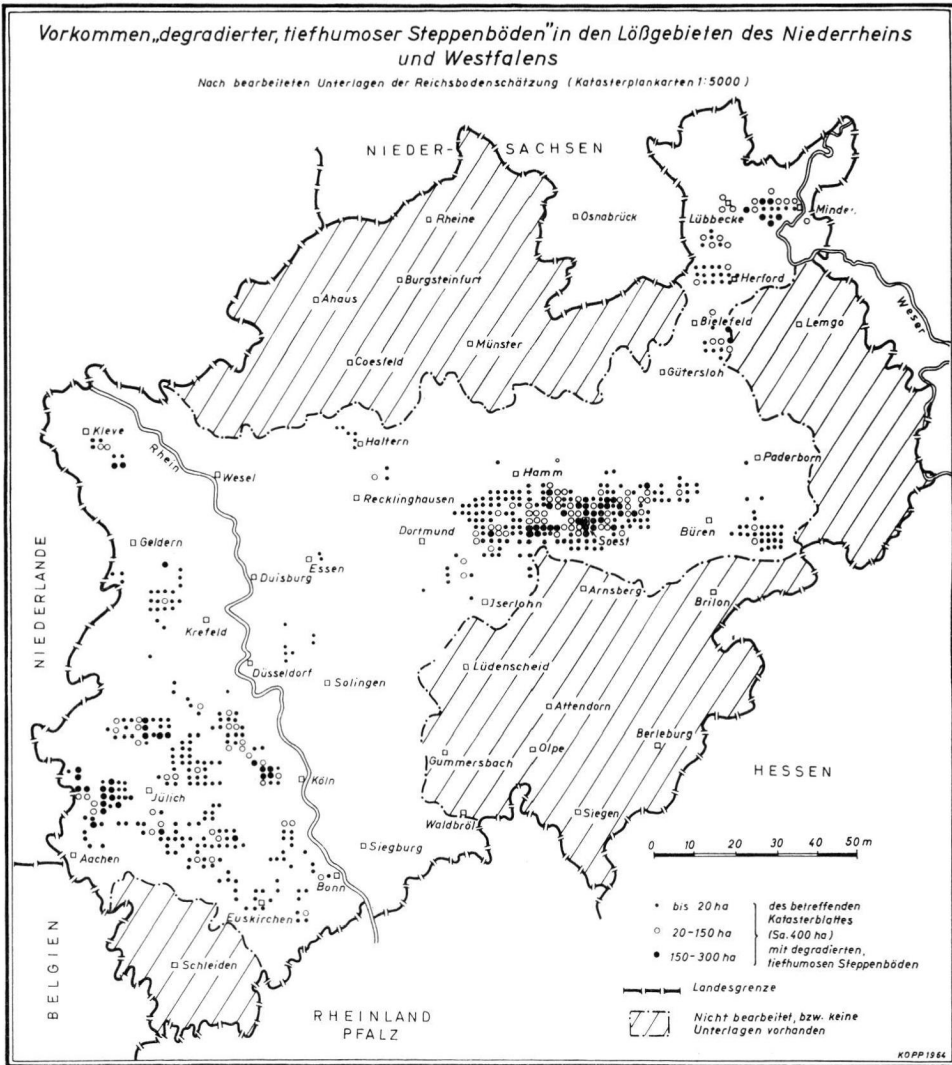 Vorkommen „degradierter, tiefhumoser Steppenböden" in den Lößgebieten des Niederrheins
und Westfalens
Nach bearbeiteten Unterlagen der Reichsbodenschätzung (Katasterplankarten 1:5000)
NIEDER-SACHSEN
Rheine
Osnabrück
Lübbecke
Minden
Burgsteinfurt
Herford
Ahaus
Bielefeld
Lemgo
Weser
Münster
Coesfeld
Gütersloh
Kleve
Rhein
Haltern
Wesel
Hamm
Paderborn
Recklinghausen
Dortmund
Soest
Büren
NIEDERLANDE
Geldern
Essen
Duisburg
Arnsberg
Brilon
Iserlohn
Krefeld
Düsseldorf
Lüdenscheid
Solingen
Attendorn
Berleburg
Olpe
Gummersbach
HESSEN
Köln
Jülich
Waldbröl
Siegen
Siegburg
Aachen
0 10 20 30 40 50 m
Bonn
Euskirchen
BELGIEN
Schleiden
RHEINLAND
PFALZ
bis 20 ha
20-150 ha
150-300 ha
des betreffenden
Katasterblattes
(Sa. 400 ha)
mit degradierten,
tiefhumosen Steppenböden
Landesgrenze
Nicht bearbeitet, bzw. keine
Unterlagen vorhanden
KOPP 1964